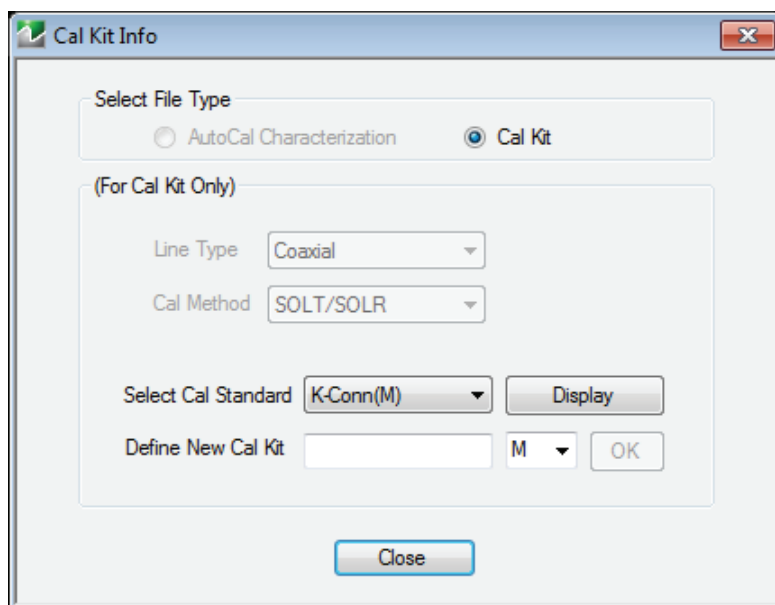 Cal Kit Info
Select File Type
AutoCal Characterization Cal Kit
(For Cal Kit Only)
Line Type Coaxial
Cal Method SOLT/SOLR
Select Cal Standard K-Conn(M) Display
Define New Cal Kit M OK
Close